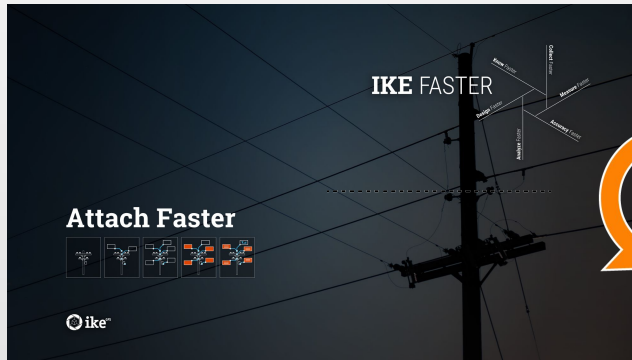 IKE FASTER
Know Faster
Collect Faster
Measure Faster
Design Faster
Accuracy Faster
Analyze Faster
Attach Faster
ike